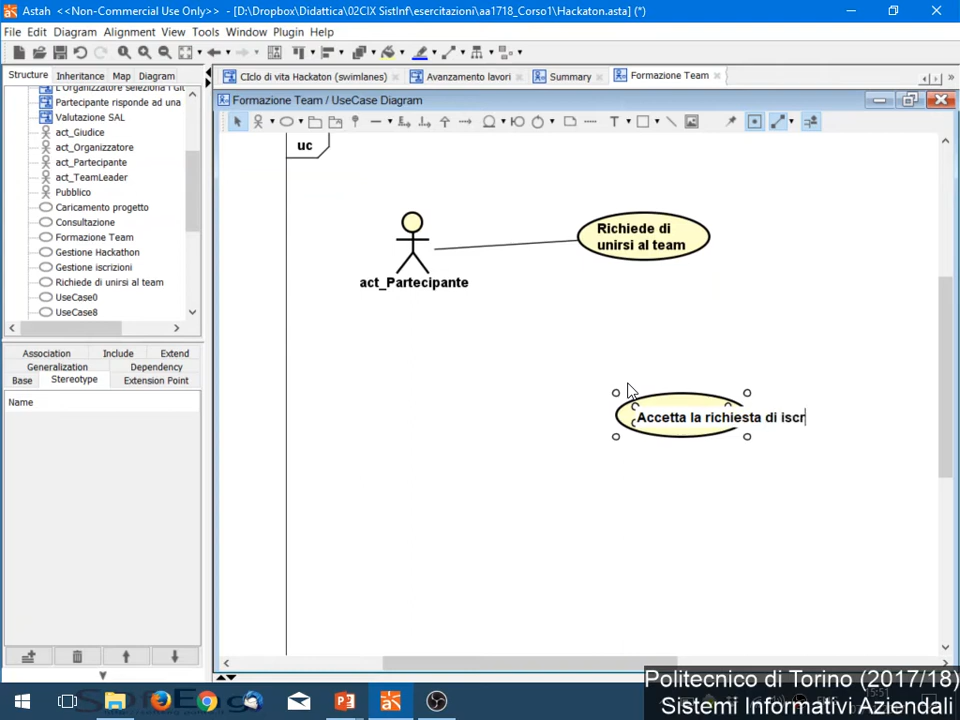 Astah <<Non-Commercial Use Only>> - [D:\Dropbox\Didattica\02CIX SistInf\esercitazioni\aa1718_Corso1\Hackaton.asta] (*)
File Edit Diagram Alignment View Tools Window Plugin Help
Structure Inheritance Map Diagram
CIclo di vita Hackaton (swimlanes) Avanzamento lavori Summary Formazione Team
Partecipante risponde ad una
Valutazione SAL
act_Giudice
act_Organizzatore
act_Partecipante
act_TeamLeader
Pubblico
Caricamento progetto
Consultazione
Formazione Team
Gestione Hackathon
Gestione iscrizioni
Richiede di unirsi al team
UseCase0
UseCase8
Association Include Extend
Generalization Dependency
Base Stereotype Extension Point
Name
Formazione Team / UseCase Diagram
T
uc
act_Partecipante
Richiede di
unirsi al team
Accetta la richiesta di iscr
Politecnico di Torino (2017/18)
Sistemi Informativi Aziendali